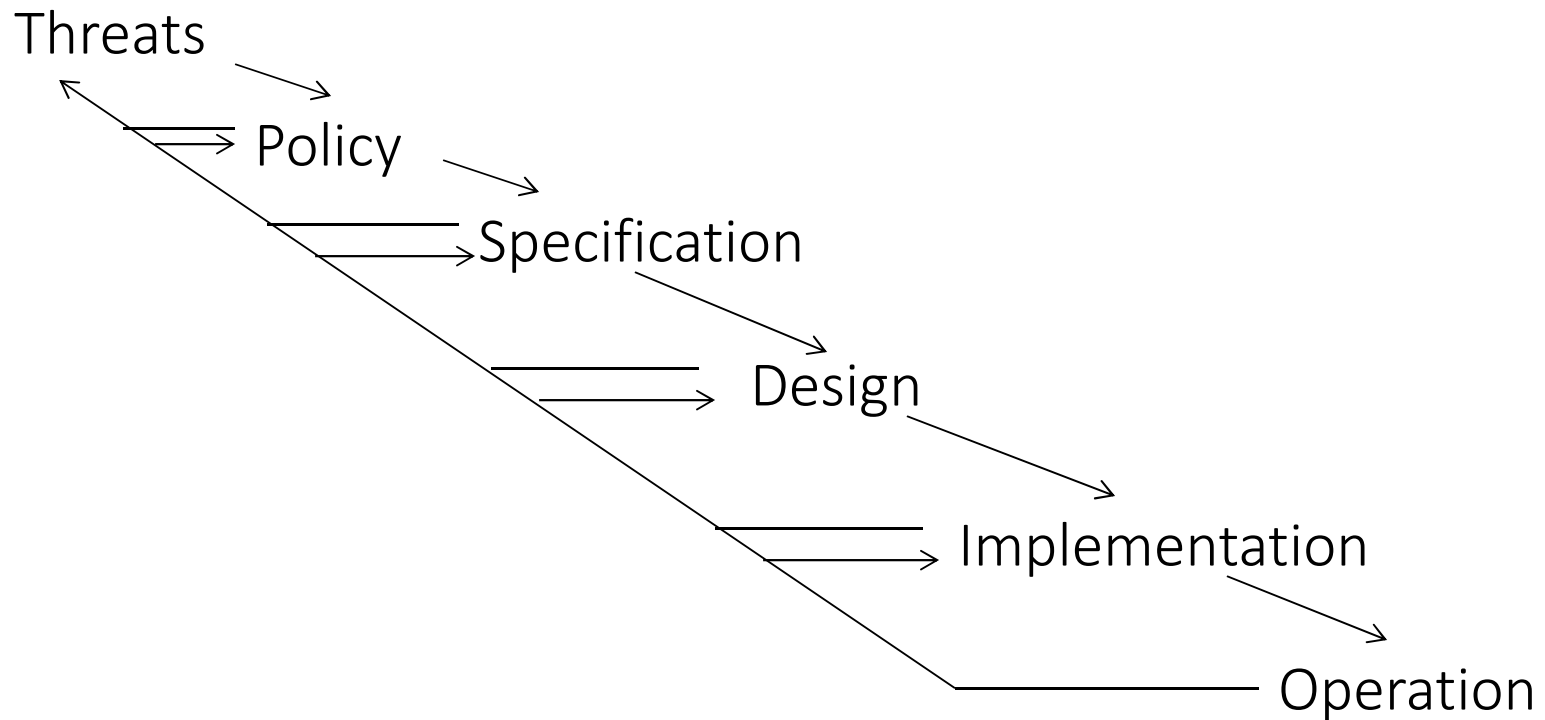 Threats
Policy
Specification
Design
Implementation
Operation